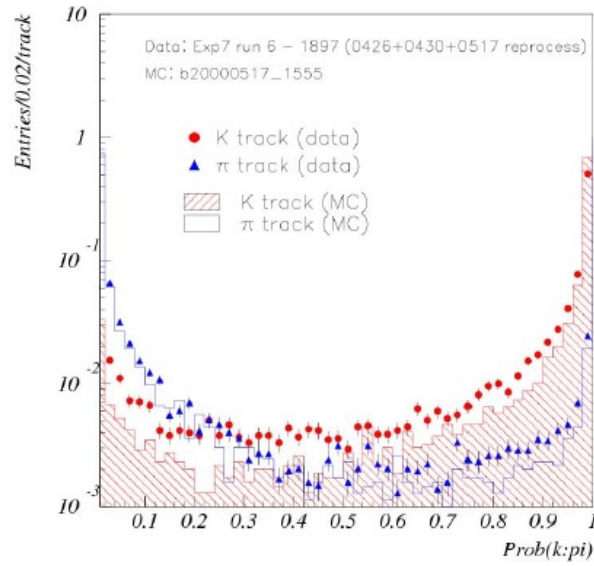 Entries/0.02/track
10
Data: Exp7 run 6 - 1897 (0426+0430+0517 reprocess)
MC: b20000517_1555
1
K track (data)
π track (data)
K track (MC)
π track (MC)
10 -1
10 -2
10 -3
0.1 0.2 0.3 0.4 0.5 0.6 0.7 0.8 0.9 1
Prob(k:pi)